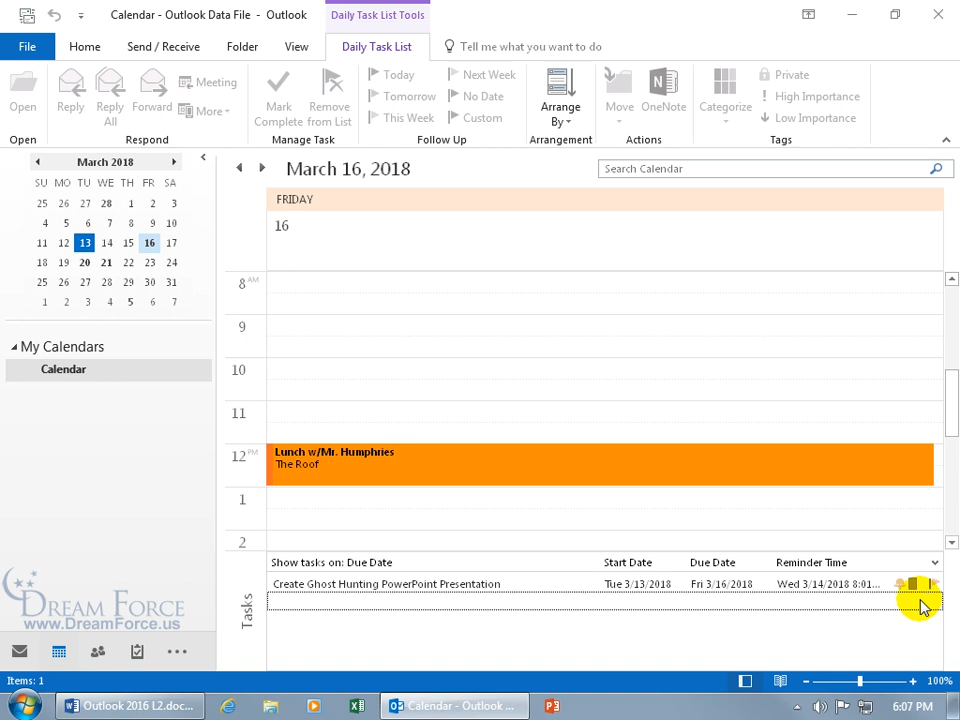 Calendar - Outlook Data File - Outlook
Daily Task List Tools
File
Home
Send / Receive
Folder
View
Daily Task List
Tell me what you want to do
Open
Reply
Reply All
Forward
Meeting
More
Mark Complete
Remove from List
Today
Tomorrow
This Week
Next Week
No Date
Custom
Arrange By
Move
OneNote
Categorize
Private
High Importance
Low Importance
Open
Respond
Manage Task
Follow Up
Arrangement
Actions
Tags
March 2018
SU MO TU WE TH FR SA
25 26 27 28 1 2 3
4 5 6 7 8 9 10
11 12 13 14 15 16 17
18 19 20 21 22 23 24
25 26 27 28 29 30 31
1 2 3 4 5 6 7
My Calendars
Calendar
March 16, 2018
Search Calendar
FRIDAY
16
8 AM
9
10
11
12 PM
Lunch w/Mr. Humphries
The Roof
1
2
Tasks
Show tasks on: Due Date
Start Date
Due Date
Reminder Time
Create Ghost Hunting PowerPoint Presentation
Tue 3/13/2018
Fri 3/16/2018
Wed 3/14/2018 8:01...
DREAM FORCE
www.DreamForce.us
Items: 1
100%
Outlook 2016 L2.doc...
Calendar - Outlook ...
6:07 PM